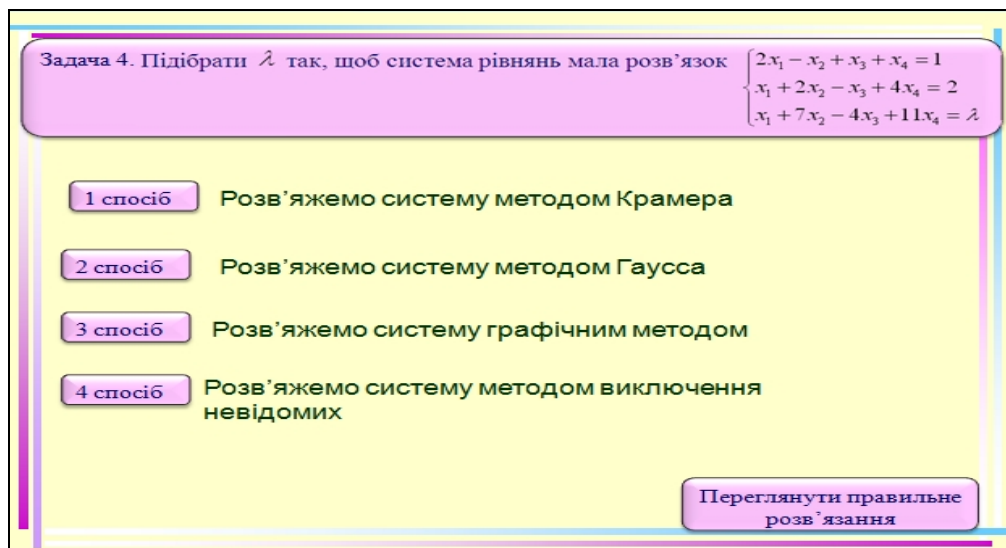 Задача 4. Підібрати λ так, щоб система рівнянь мала розв’язок
2x₁ − x₂ + x₃ + x₄ = 1
x₁ + 2x₂ − x₃ + 4x₄ = 2
x₁ + 7x₂ − 4x₃ + 11x₄ = λ
1 спосіб Розв’яжемо систему методом Крамера
2 спосіб Розв’яжемо систему методом Гаусса
3 спосіб Розв’яжемо систему графічним методом
4 спосіб Розв’яжемо систему методом виключення
невідомих
Переглянути правильне
розв’язання